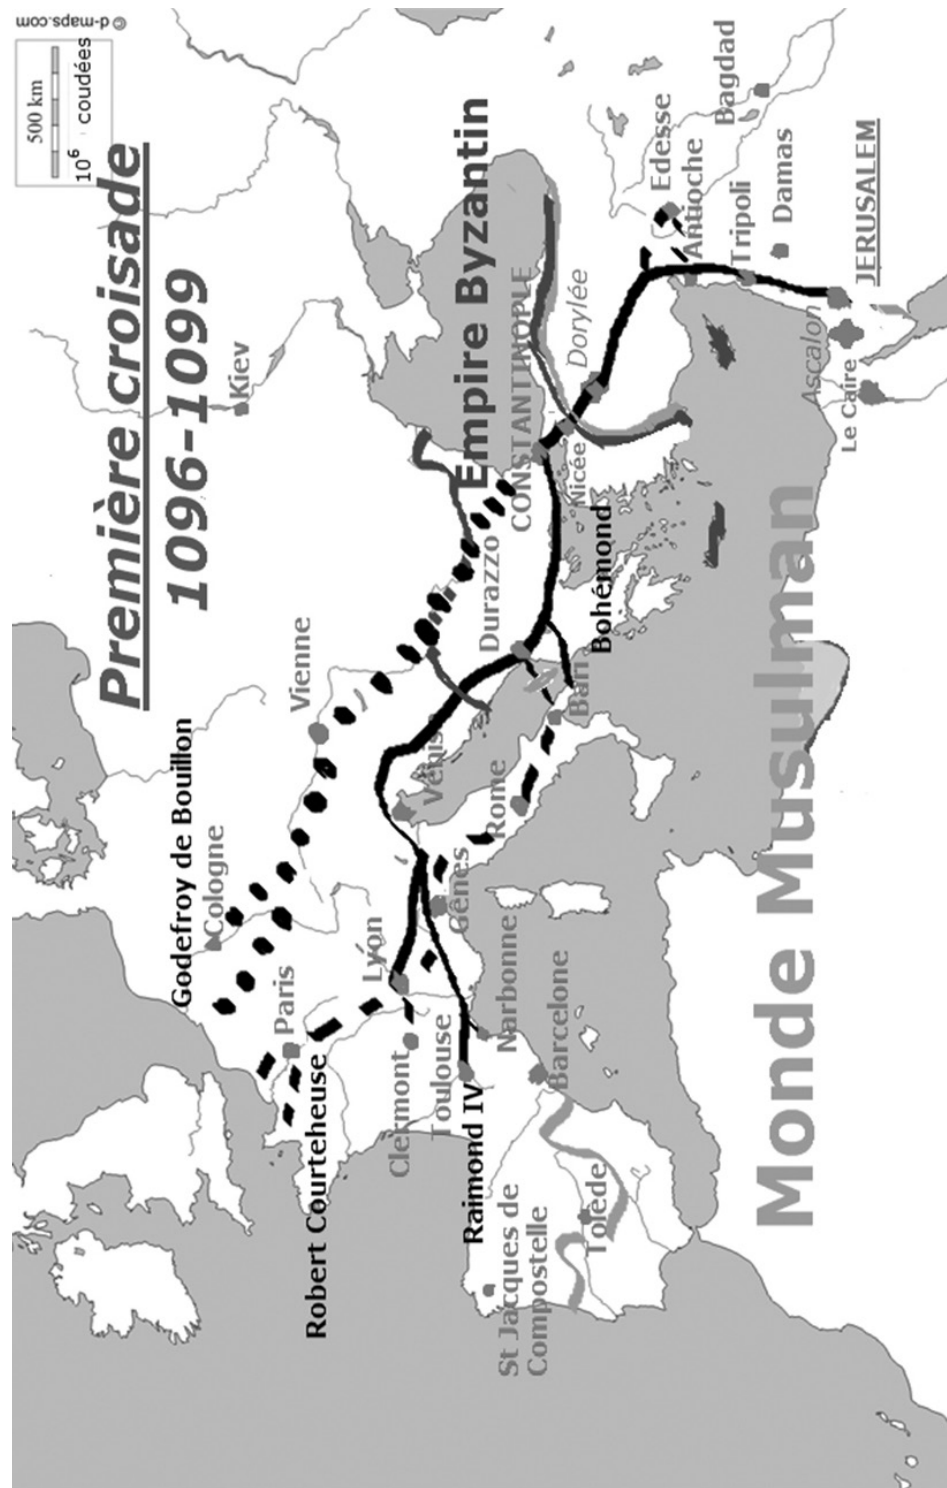 Première croisade
1096-1099
© d-maps.com
500 km
10⁶ coudées
Kiev
Godefroy de Bouillon
Cologne
Vienne
Paris
Robert Courteheuse
Lyon
Clermont
Venise
Gênes
Toulouse
Raimond IV
Narbonne
Rome
Durazzo
Bari
Bohémond
Empire Byzantin
CONSTANTINOPLE
Nicée
Dorylée
St Jacques de
Compostelle
Barcelone
Tolède
Edesse
Antioche
Bagdad
Tripoli
Damas
JERUSALEM
Ascalon
Le Caire
Monde Musulman